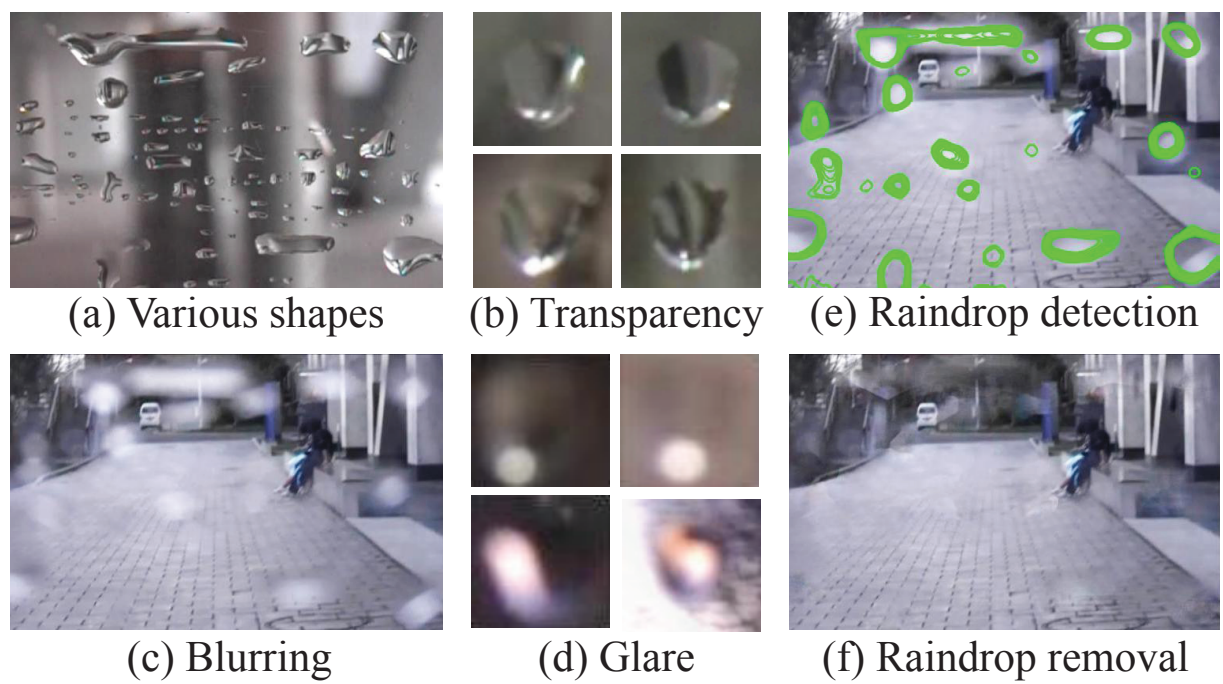 (a) Various shapes
(b) Transparency
(e) Raindrop detection
(c) Blurring
(d) Glare
(f) Raindrop removal